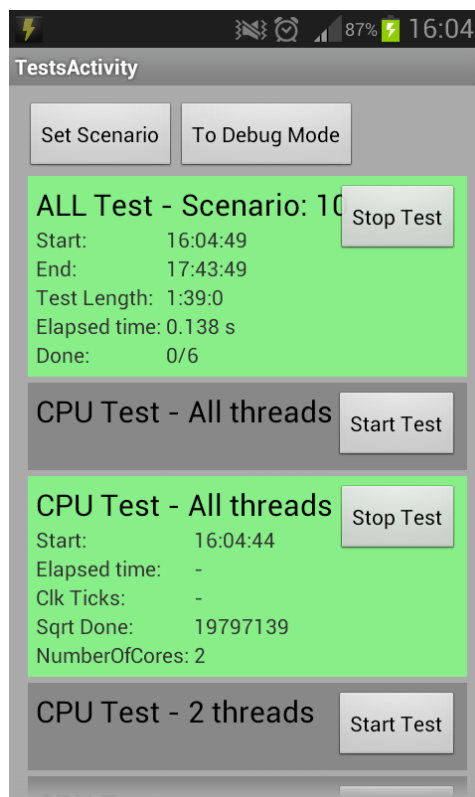 87% 16:04
TestsActivity
Set Scenario To Debug Mode
ALL Test - Scenario: 10
Stop Test
Start: 16:04:49
End: 17:43:49
Test Length: 1:39:0
Elapsed time: 0.138 s
Done: 0/6
CPU Test - All threads
Start Test
CPU Test - All threads
Stop Test
Start: 16:04:44
Elapsed time: -
Clk Ticks: -
Sqrt Done: 19797139
NumberOfCores: 2
CPU Test - 2 threads
Start Test